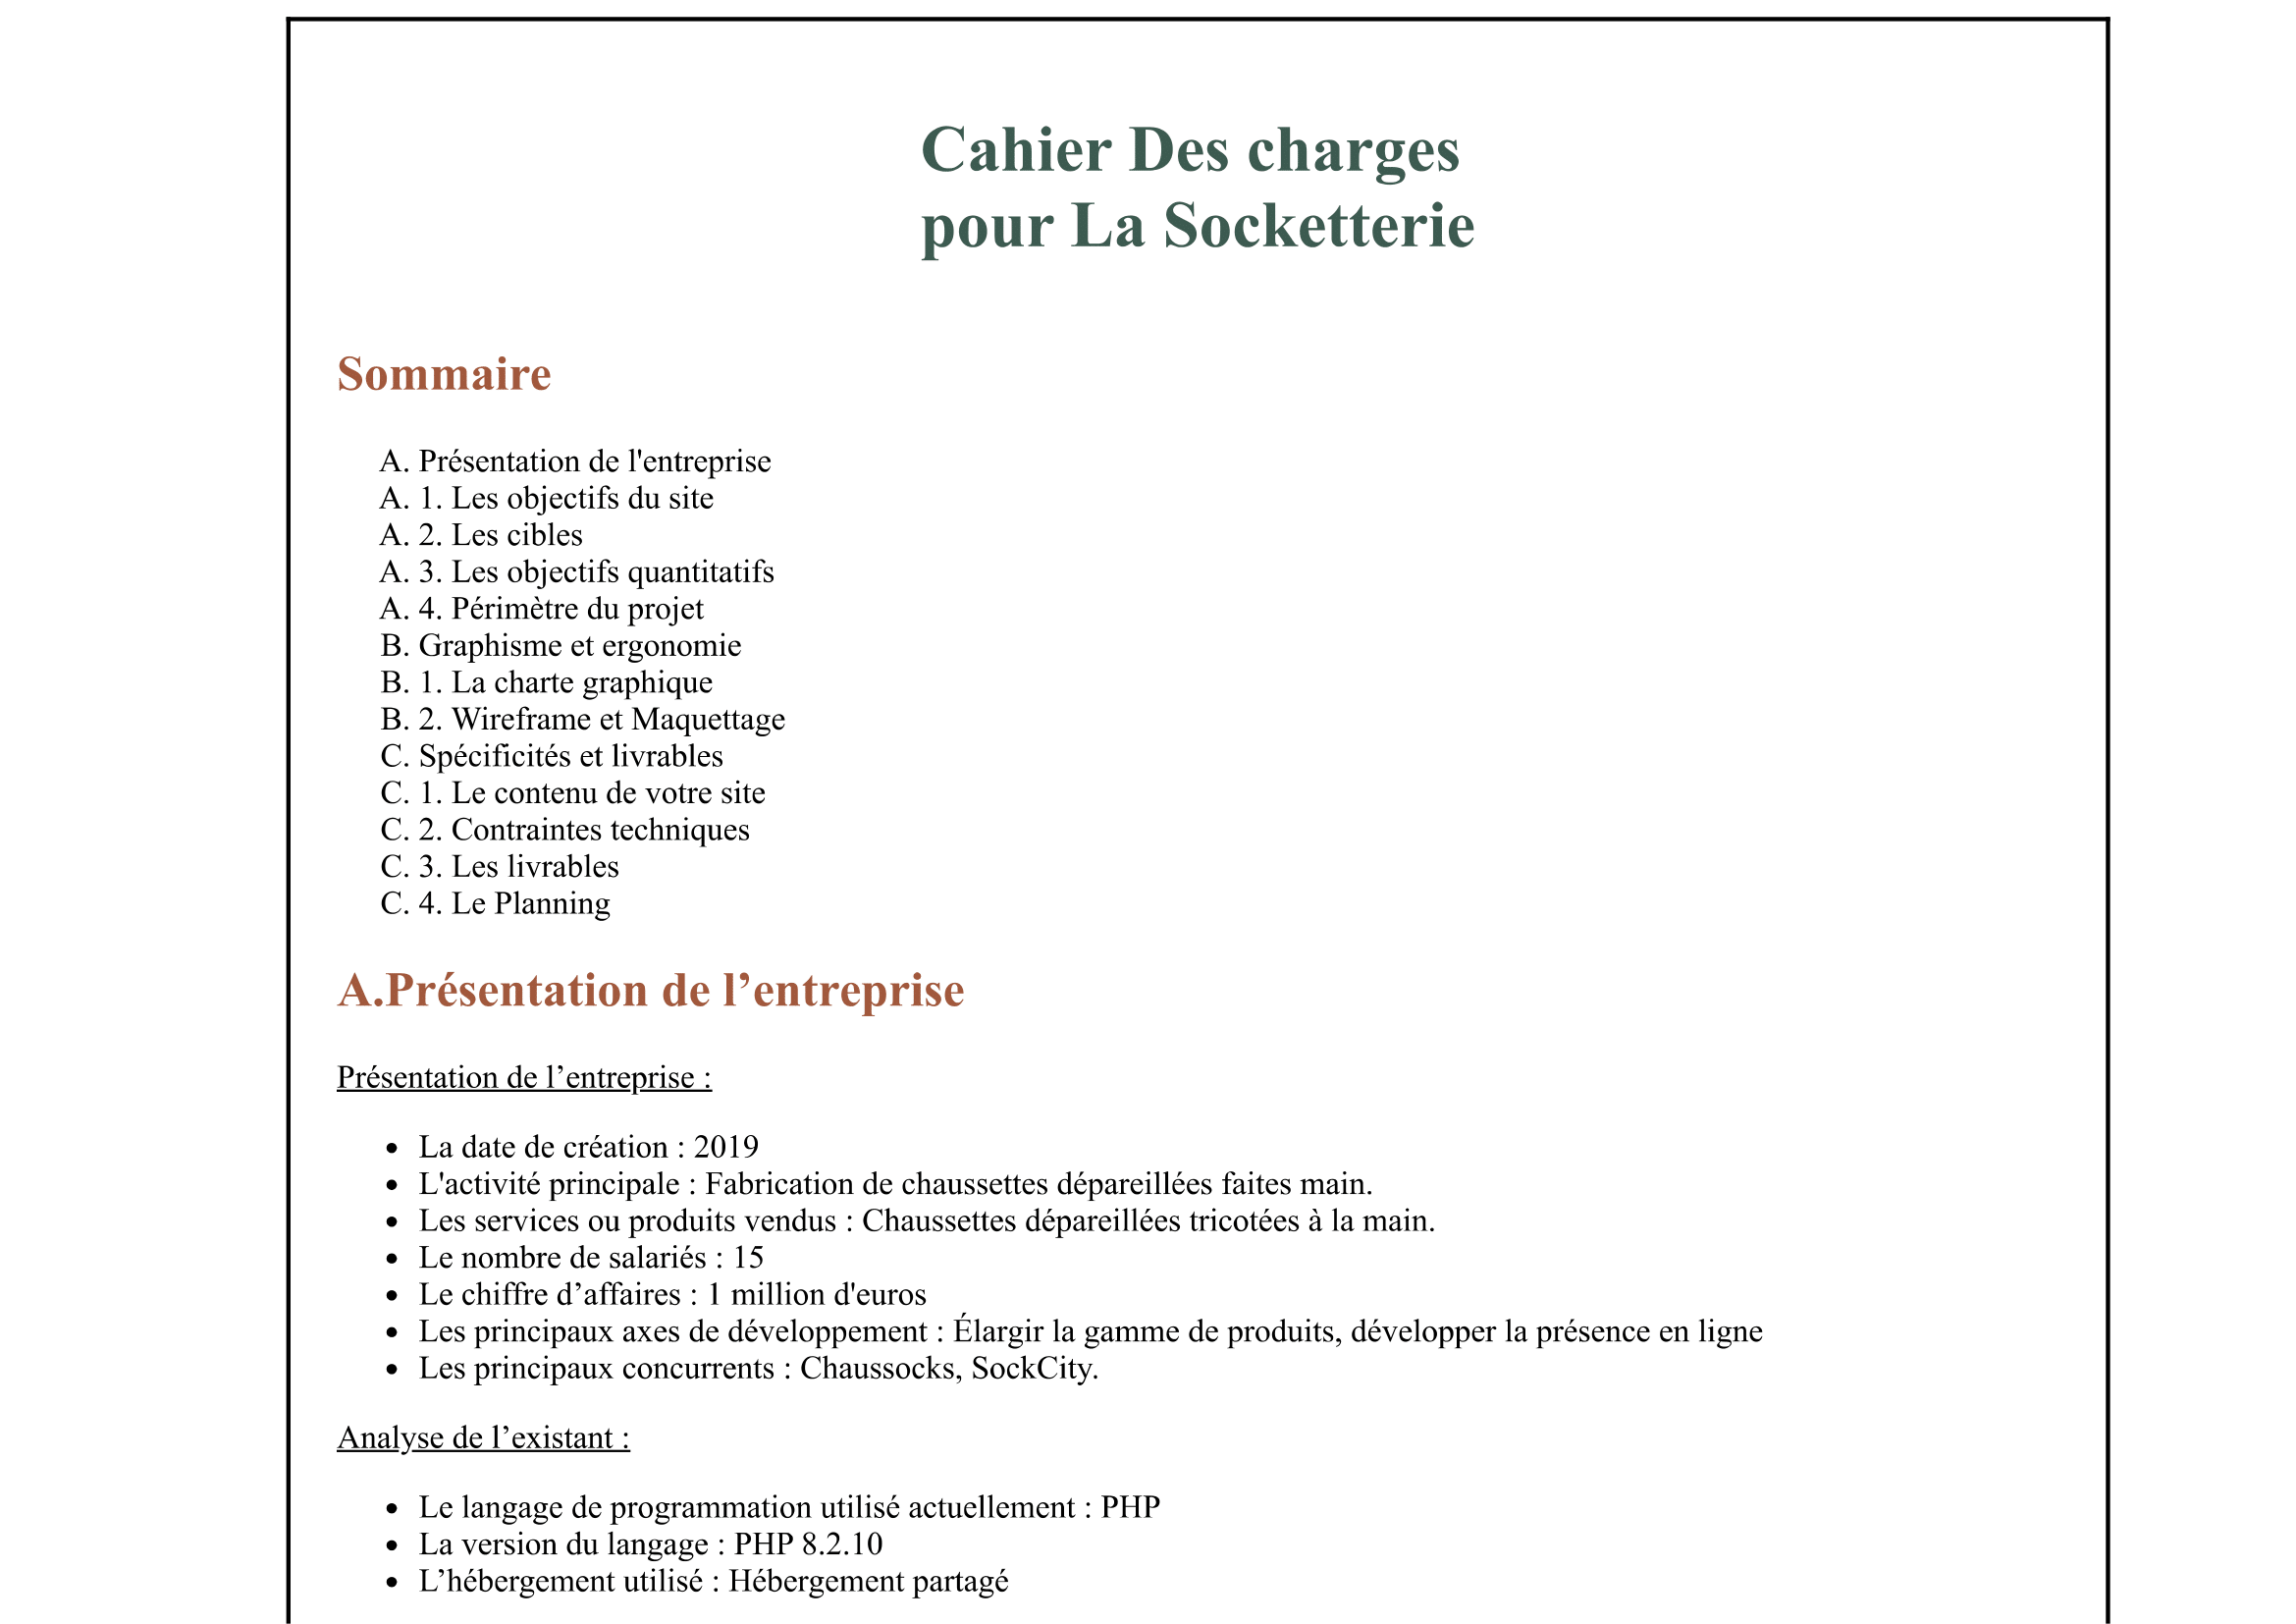 Cahier Des charges
pour La Socketterie
Sommaire
A. Présentation de l'entreprise
A. 1. Les objectifs du site
A. 2. Les cibles
A. 3. Les objectifs quantitatifs
A. 4. Périmètre du projet
B. Graphisme et ergonomie
B. 1. La charte graphique
B. 2. Wireframe et Maquettage
C. Spécificités et livrables
C. 1. Le contenu de votre site
C. 2. Contraintes techniques
C. 3. Les livrables
C. 4. Le Planning
A.Présentation de l’entreprise
Présentation de l’entreprise :
• La date de création : 2019
• L'activité principale : Fabrication de chaussettes dépareillées faites main.
• Les services ou produits vendus : Chaussettes dépareillées tricotées à la main.
• Le nombre de salariés : 15
• Le chiffre d’affaires : 1 million d'euros
• Les principaux axes de développement : Élargir la gamme de produits, développer la présence en ligne
• Les principaux concurrents : Chaussocks, SockCity.
Analyse de l’existant :
• Le langage de programmation utilisé actuellement : PHP
• La version du langage : PHP 8.2.10
• L’hébergement utilisé : Hébergement partagé